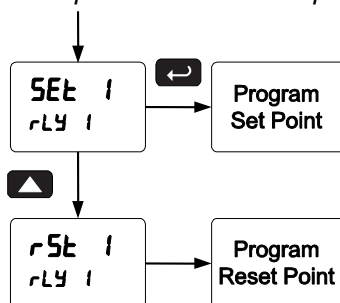 SEt 1
rLY 1
Program
Set Point
rSt 1
rLY 1
Program
Reset Point